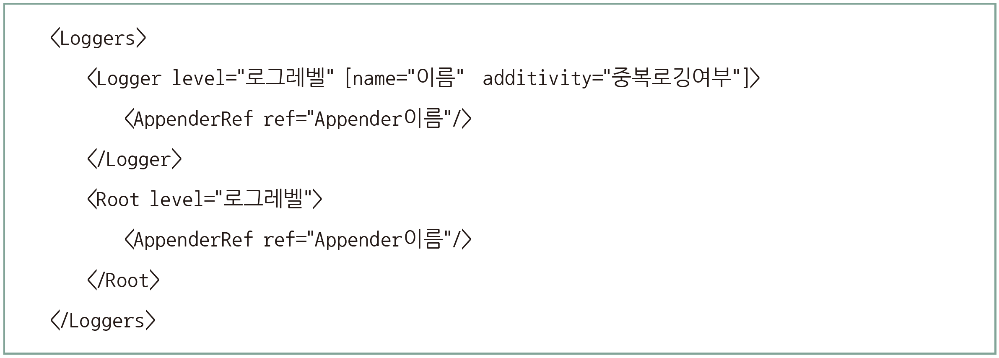 <Loggers>
<Logger level="로그레벨" [name="이름" additivity="중복로깅여부"]>
<AppenderRef ref="Appender이름"/>
</Logger>
<Root level="로그레벨">
<AppenderRef ref="Appender이름"/>
</Root>
</Loggers>